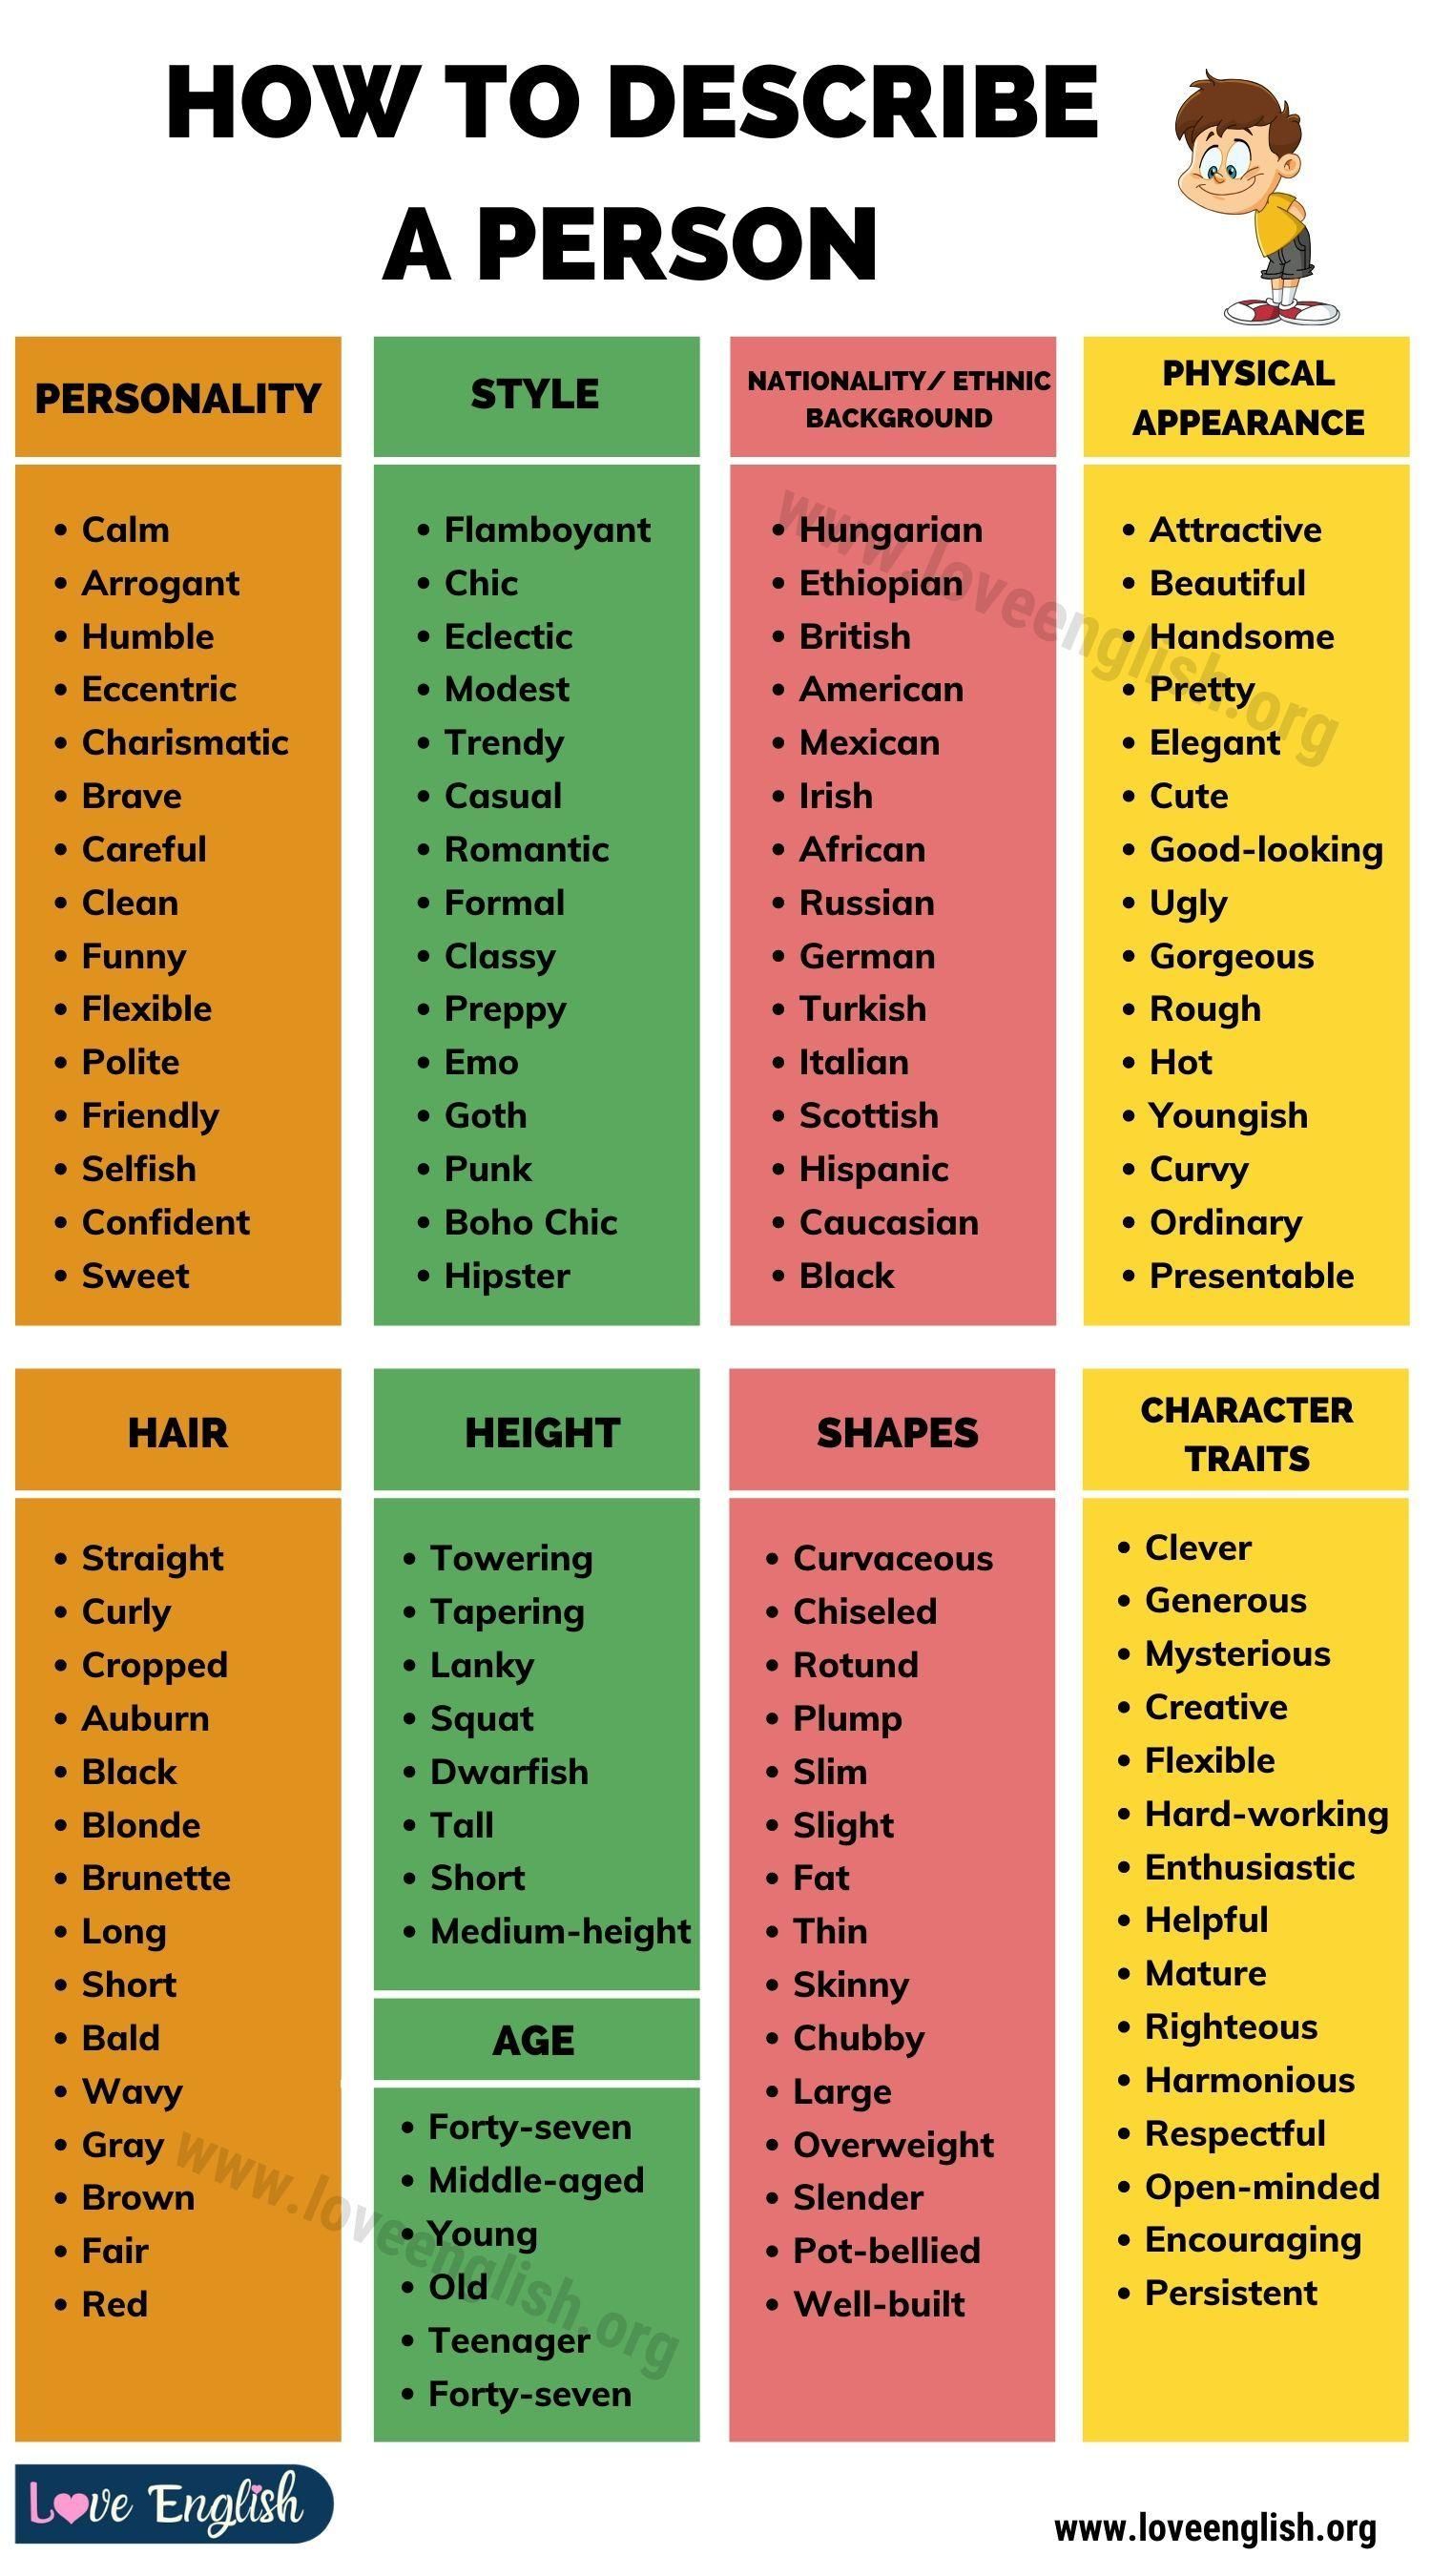 HOW TO DESCRIBE
A PERSON
PERSONALITY
• Calm
• Arrogant
• Humble
• Eccentric
• Charismatic
• Brave
• Careful
• Clean
• Funny
• Flexible
• Polite
• Friendly
• Selfish
• Confident
• Sweet
STYLE
• Flamboyant
• Chic
• Eclectic
• Modest
• Trendy
• Casual
• Romantic
• Formal
• Classy
• Preppy
• Emo
• Goth
• Punk
• Boho Chic
• Hipster
NATIONALITY/ ETHNIC
BACKGROUND
• Hungarian
• Ethiopian
• British
• American
• Mexican
• Irish
• African
• Russian
• German
• Turkish
• Italian
• Scottish
• Hispanic
• Caucasian
• Black
PHYSICAL
APPEARANCE
• Attractive
• Beautiful
• Handsome
• Pretty
• Elegant
• Cute
• Good-looking
• Ugly
• Gorgeous
• Rough
• Hot
• Youngish
• Curvy
• Ordinary
• Presentable
www.loveenglish.org
HAIR
• Straight
• Curly
• Cropped
• Auburn
• Black
• Blonde
• Brunette
• Long
• Short
• Bald
• Wavy
• Gray
• Brown
• Fair
• Red
HEIGHT
• Towering
• Tapering
• Lanky
• Squat
• Dwarfish
• Tall
• Short
• Medium-height
AGE
• Forty-seven
• Middle-aged
• Young
• Old
• Teenager
• Forty-seven
www.loveenglish.org
SHAPES
• Curvaceous
• Chiseled
• Rotund
• Plump
• Slim
• Slight
• Fat
• Thin
• Skinny
• Chubby
• Large
• Overweight
• Slender
• Pot-bellied
• Well-built
CHARACTER
TRAITS
• Clever
• Generous
• Mysterious
• Creative
• Flexible
• Hard-working
• Enthusiastic
• Helpful
• Mature
• Righteous
• Harmonious
• Respectful
• Open-minded
• Encouraging
• Persistent
Love English
www.loveenglish.org